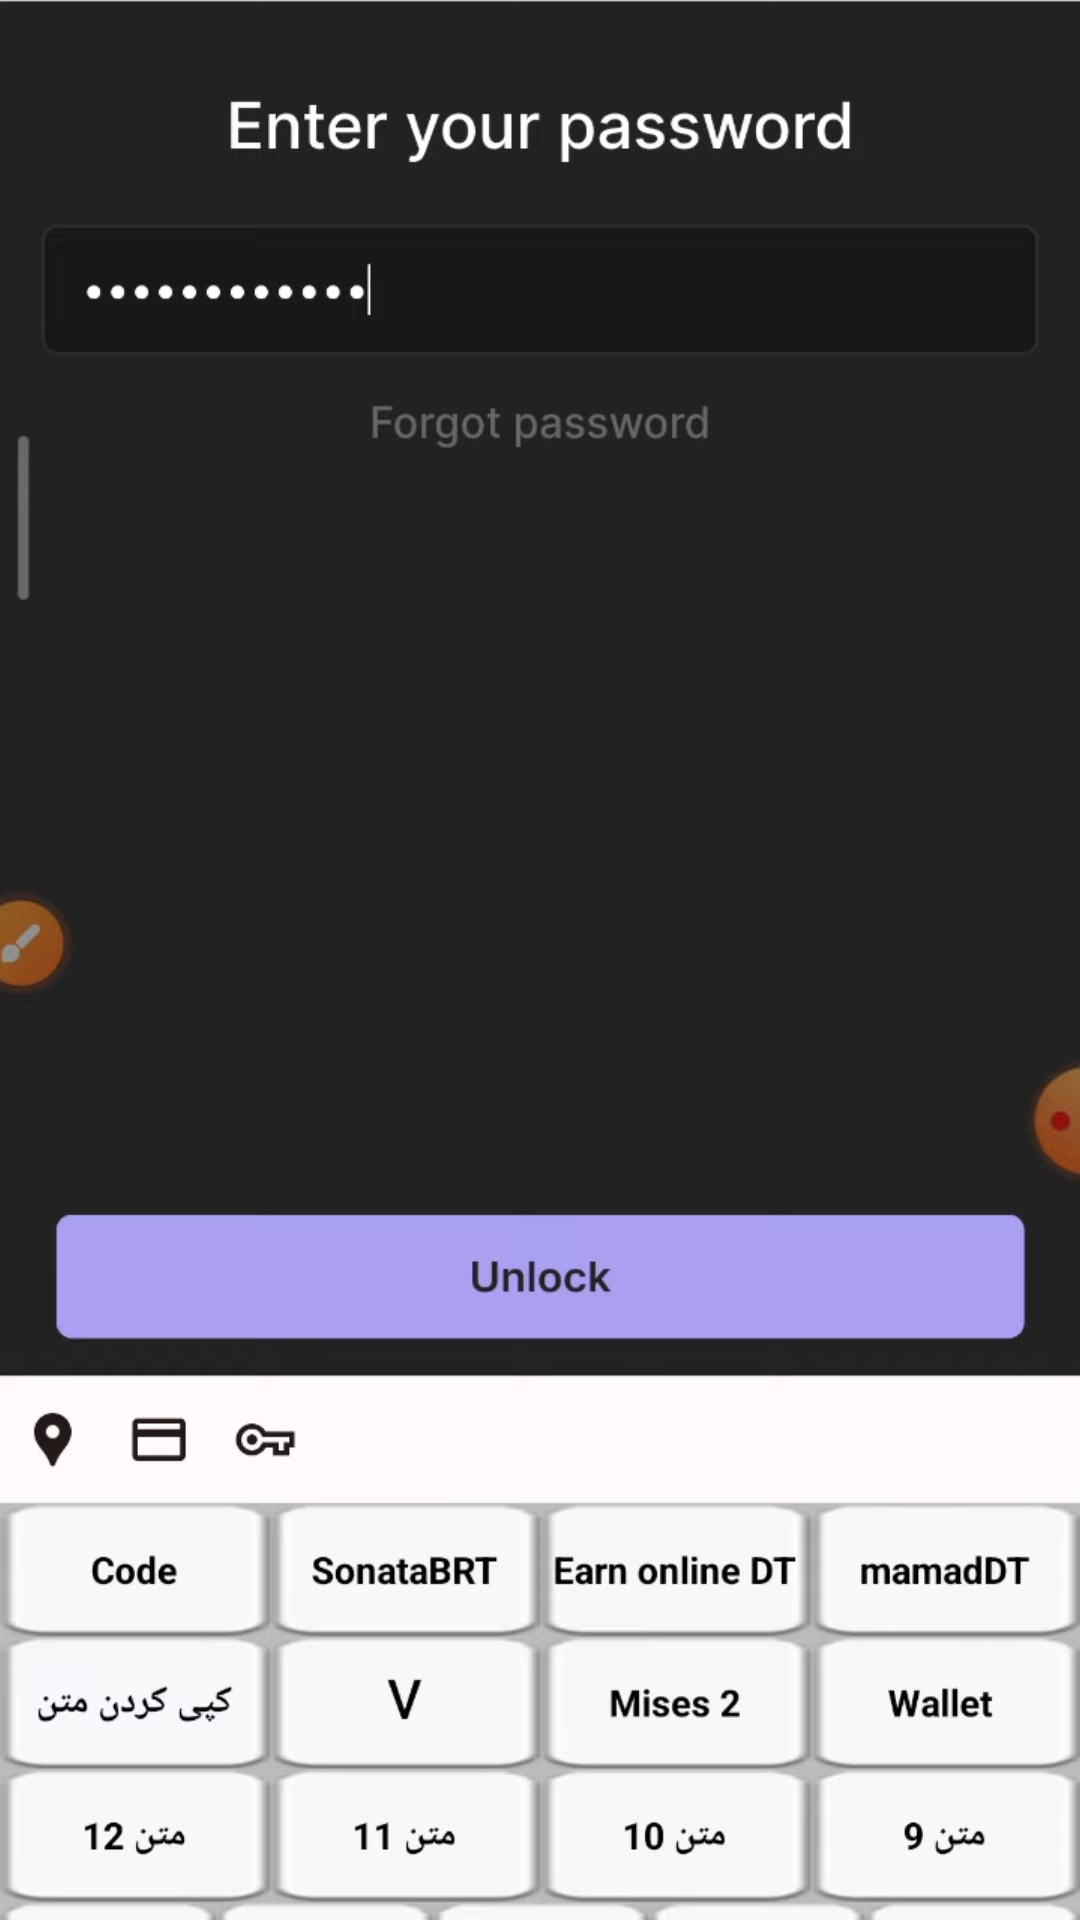 Enter your password
••••••••••••
Forgot password
Unlock
Code SonataBRT Earn online DT mamadDT
کپی کردن متن V Mises 2 Wallet
متن 12 متن 11 متن 10 متن 9